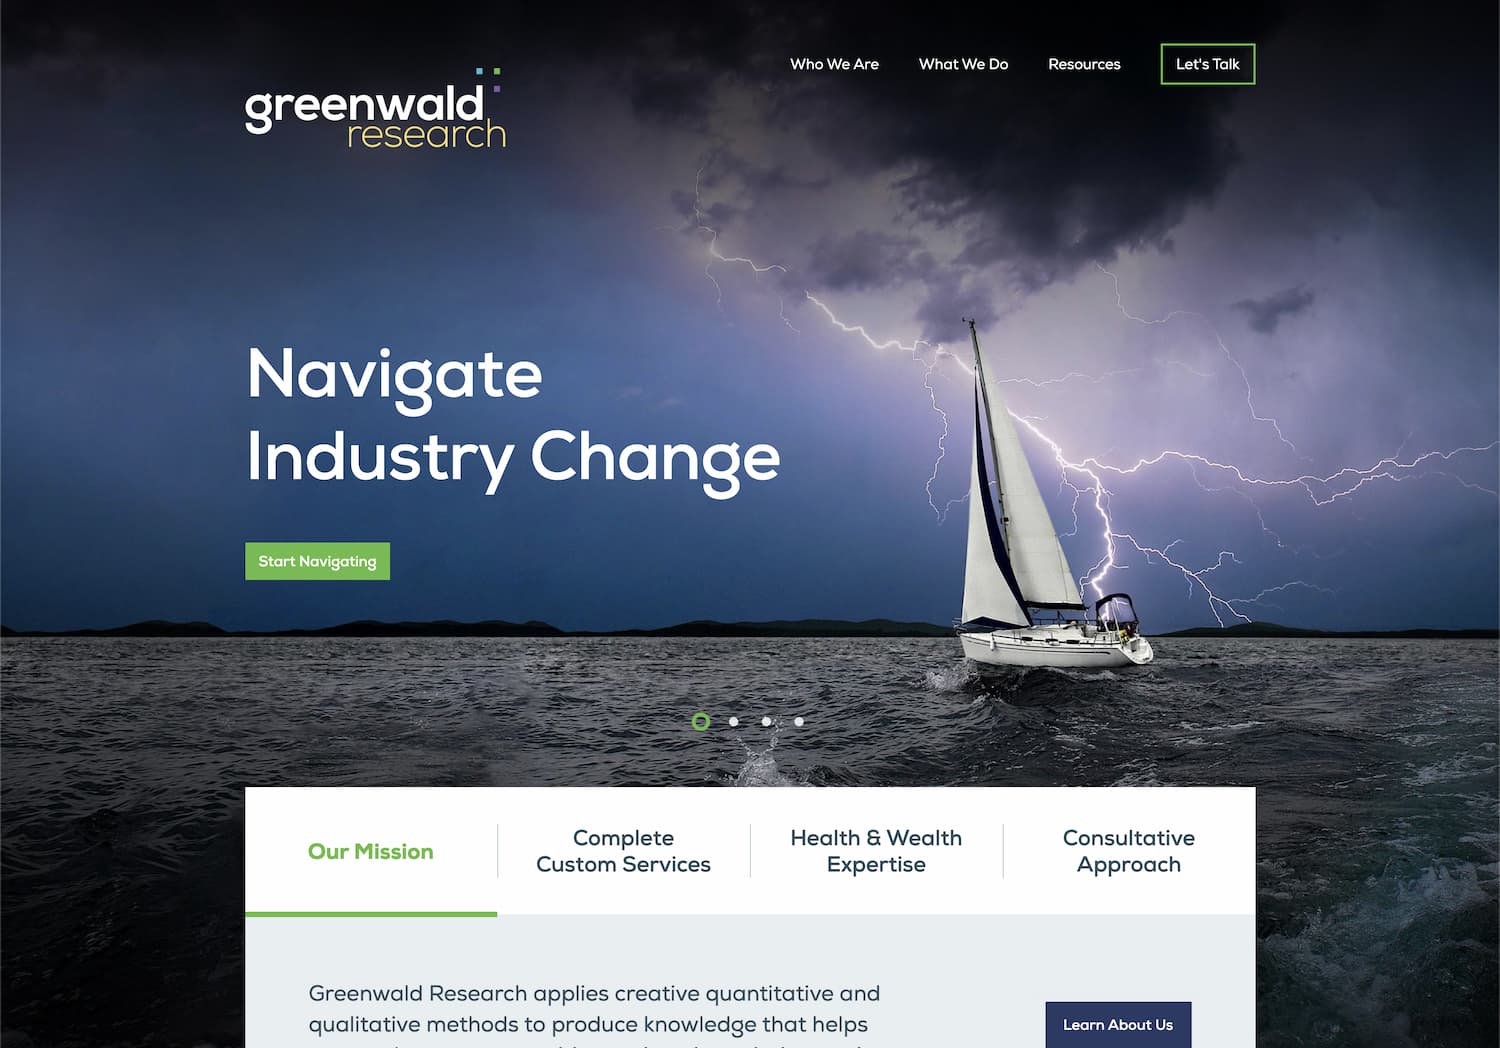 Who We Are
What We Do
Resources
Let's Talk
greenwald
research
Navigate
Industry Change
Start Navigating
Our Mission
Complete
Custom Services
Health & Wealth
Expertise
Consultative
Approach
Greenwald Research applies creative quantitative and
qualitative methods to produce knowledge that helps
Learn About Us